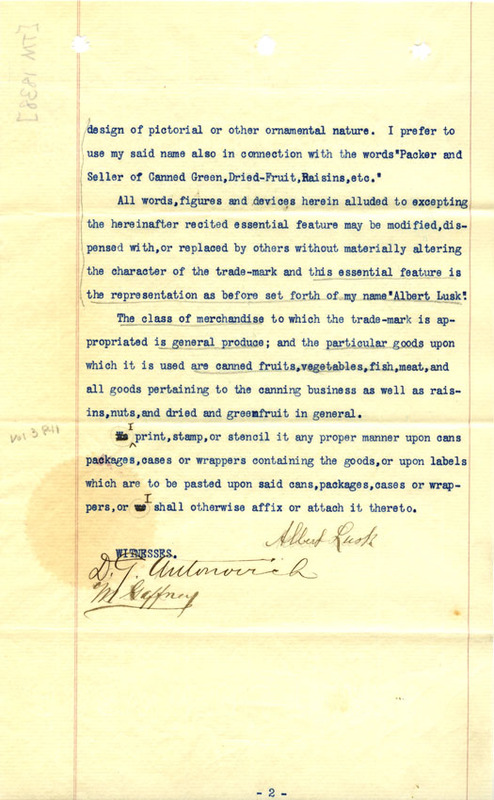 [TM 1838]
design of pictorial or other ornamental nature. I prefer to
use my said name also in connection with the words"Packer and
Seller of Canned Green,Dried-Fruit,Raisins,etc."
All words,figures and devices herein alluded to excepting
the hereinafter recited essential feature may be modified,dis-
pensed with,or replaced by others without materially altering
the character of the trade-mark and this essential feature is
the representation as before set forth of my name"Albert Lusk".
The class of merchandise to which the trade-mark is ap-
propriated is general produce; and the particular goods upon
which it is used are canned fruits,vegetables,fish,meat,and
all goods pertaining to the canning business as well as rais-
ins,nuts,and dried and greenfruit in general.
I
We print,stamp,or stencil it any proper manner upon cans
Vol 3 P.11
packages,cases or wrappers containing the goods,or upon labels
which are to be pasted upon said cans,packages,cases or wrap-
I
pers,or we shall otherwise affix or attach it thereto.
Albert Lusk
WITNESSES.
D. T. Antonovich
M Gaffney
- 2 -